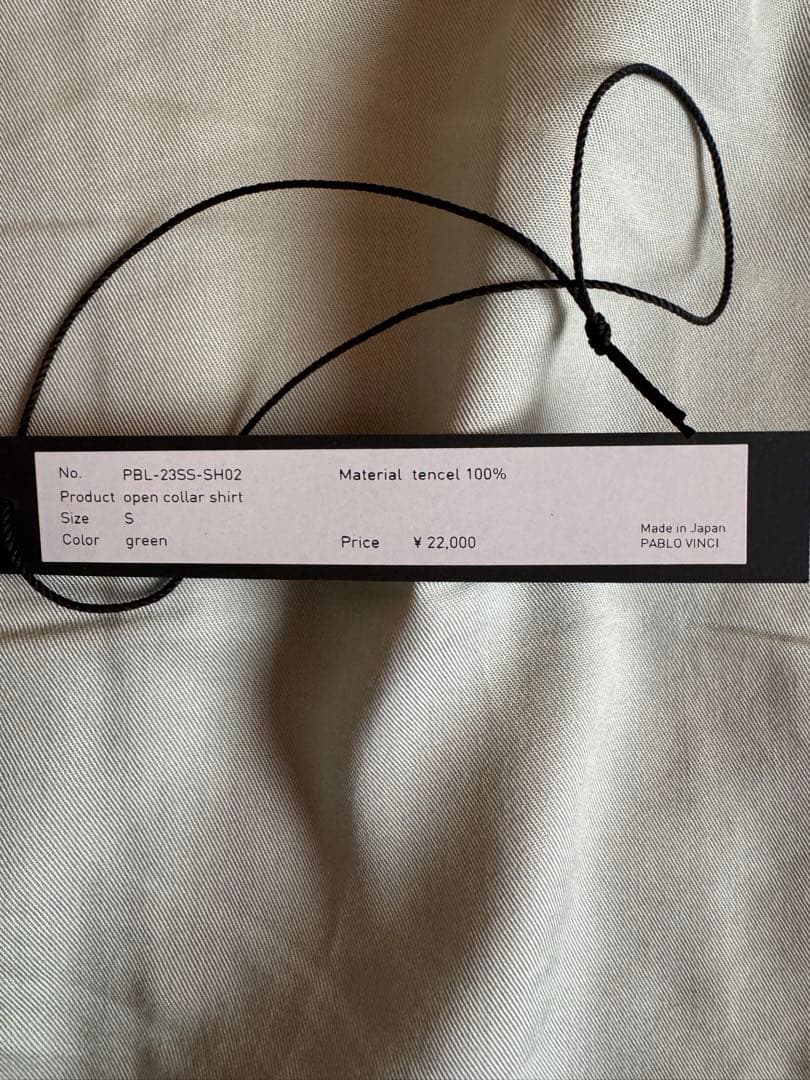 No. PBL-23SS-SH02
Product open collar shirt
Size S
Color green
Material tencel 100%
Price ¥ 22,000
Made in Japan
PABLO VINCI